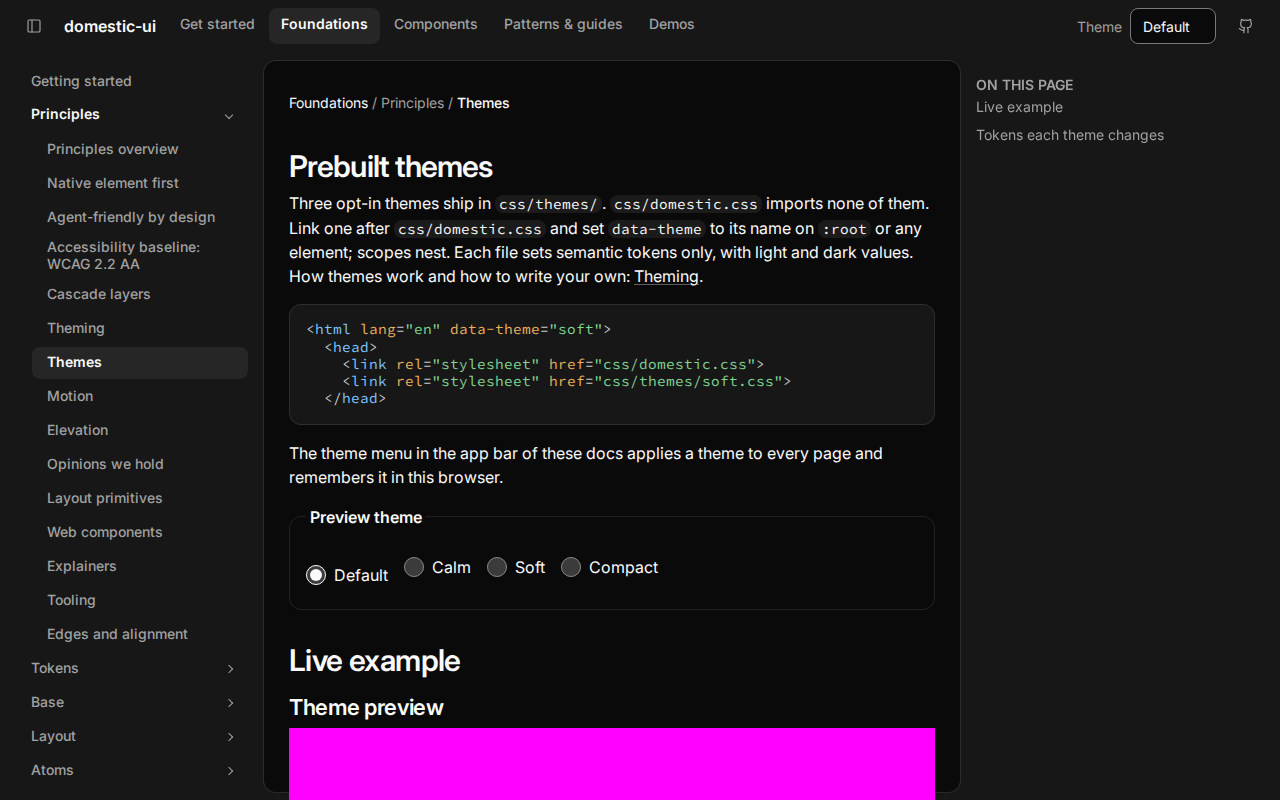 domestic-ui
Get started
Foundations
Components
Patterns & guides
Demos
Theme
Default
Getting started
Principles
Principles overview
Native element first
Agent-friendly by design
Accessibility baseline:
WCAG 2.2 AA
Cascade layers
Theming
Themes
Motion
Elevation
Opinions we hold
Layout primitives
Web components
Explainers
Tooling
Edges and alignment
Tokens
Base
Layout
Atoms
Foundations / Principles / Themes
Prebuilt themes
Three opt-in themes ship in css/themes/. css/domestic.css imports none of them.
Link one after css/domestic.css and set data-theme to its name on :root or any
element; scopes nest. Each file sets semantic tokens only, with light and dark values.
How themes work and how to write your own: Theming.
<html lang="en" data-theme="soft">
<head>
<link rel="stylesheet" href="css/domestic.css">
<link rel="stylesheet" href="css/themes/soft.css">
</head>
The theme menu in the app bar of these docs applies a theme to every page and
remembers it in this browser.
Preview theme
Default
Calm
Soft
Compact
Live example
Theme preview
ON THIS PAGE
Live example
Tokens each theme changes